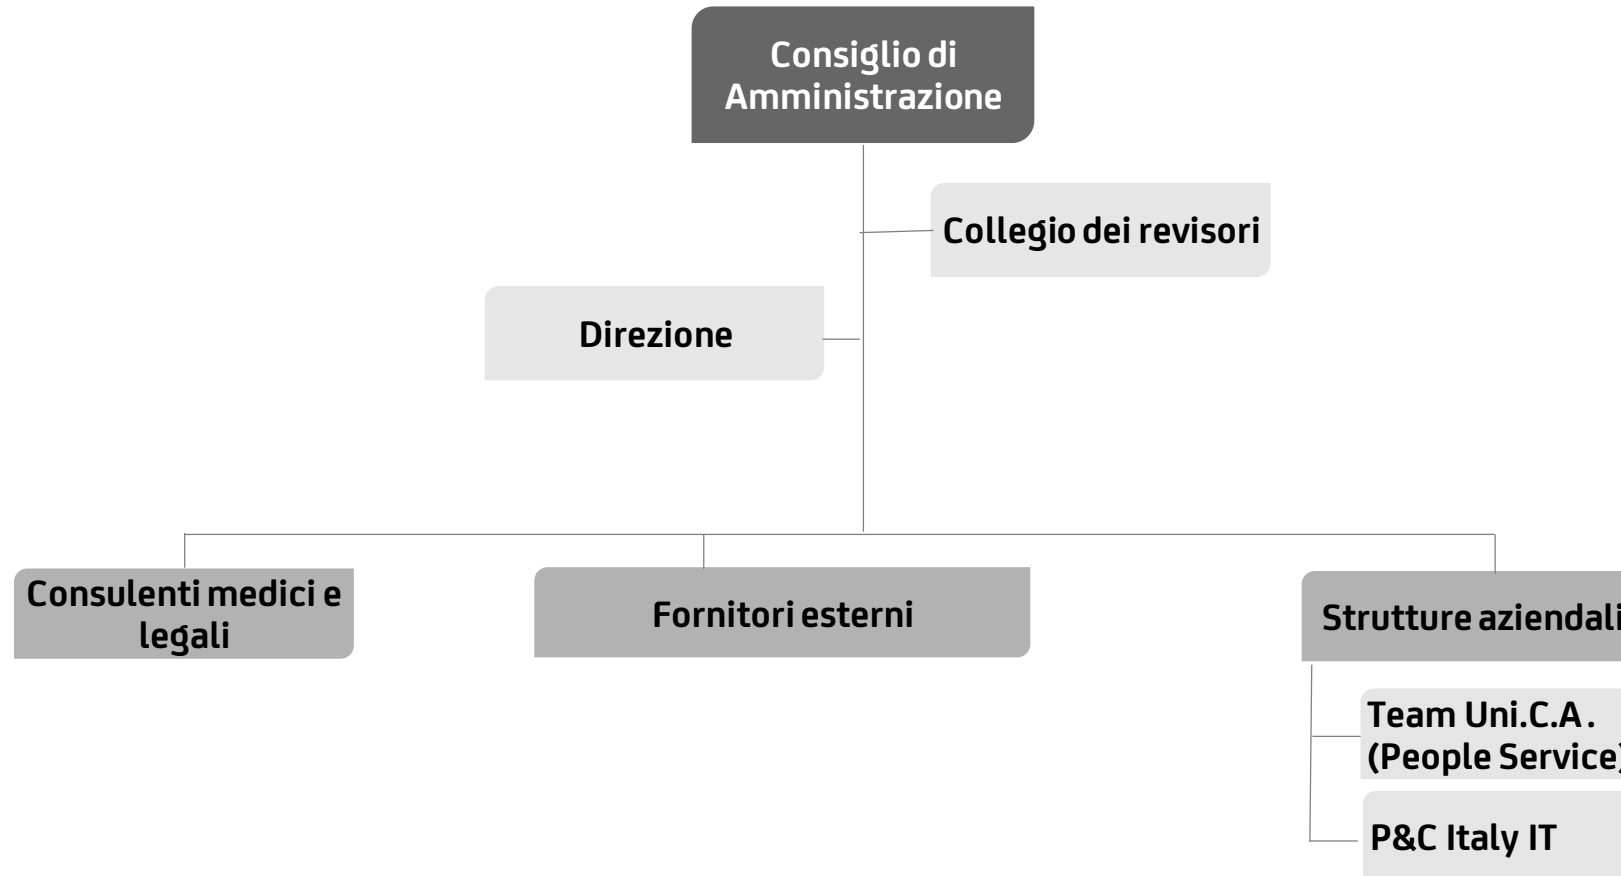 Consiglio di
Amministrazione
Collegio dei revisori
Direzione
Consulenti medici e
legali
Fornitori esterni
Strutture aziendali
Team Uni.C.A.
(People Service)
P&C Italy IT